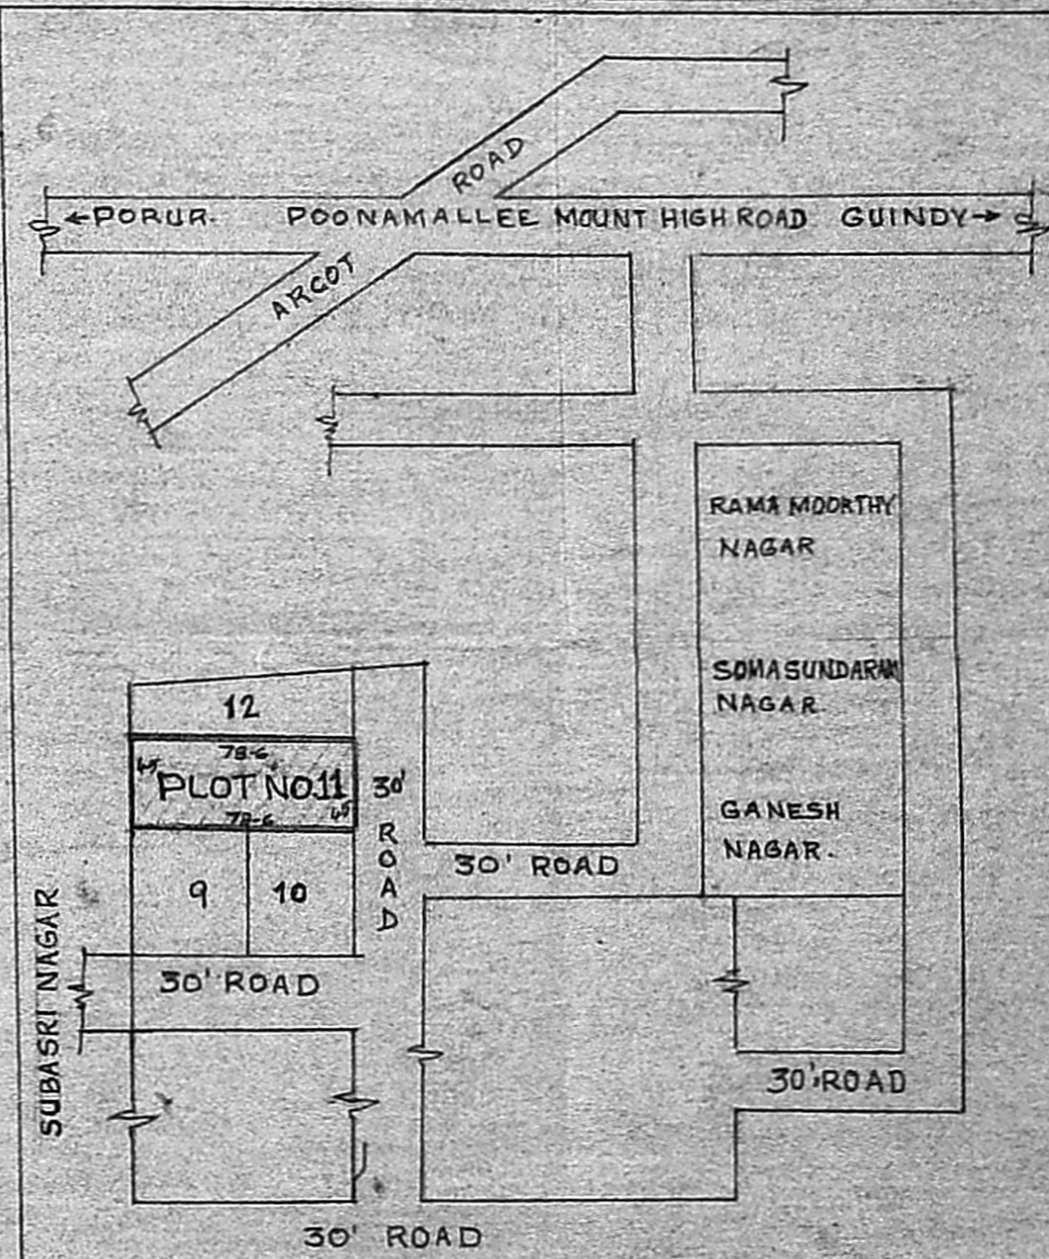 ROAD
←PORUR. POONAMALLEE MOUNT HIGH ROAD GUINDY→
ARCOT
RAMA MOORTHY
NAGAR
SOMASUNDARAM
NAGAR.
12
78-6
45
PLOT NO.11
45
78-6
30'
ROAD
GANESH
NAGAR.
30' ROAD
9
10
30' ROAD
SUBASRI NAGAR
30' ROAD
30' ROAD